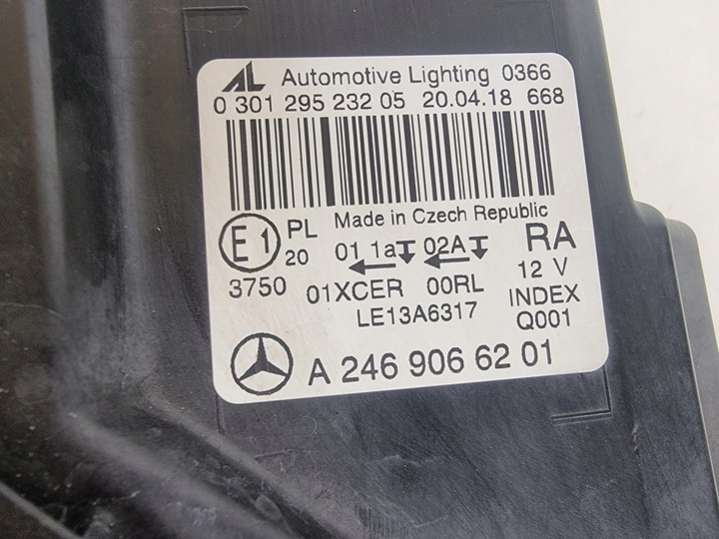 AL Automotive Lighting 0366
0 301 295 232 05 20.04.18 668
Made in Czech Republic
E1 PL 01 1a 02A RA
20 12 V
3750 01XCER 00RL INDEX
LE13A6317 Q001
A 246 906 62 01